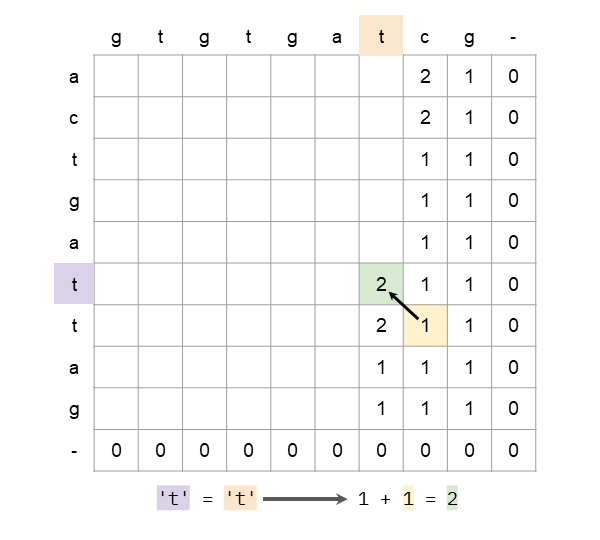 g t g t g a t c g -
a 2 1 0
c 2 1 0
t 1 1 0
g 1 1 0
a 1 1 0
t 2 1 1 0
t 2 1 1 0
a 1 1 1 0
g 1 1 1 0
- 0 0 0 0 0 0 0 0 0 0
't' = 't' 1 + 1 = 2